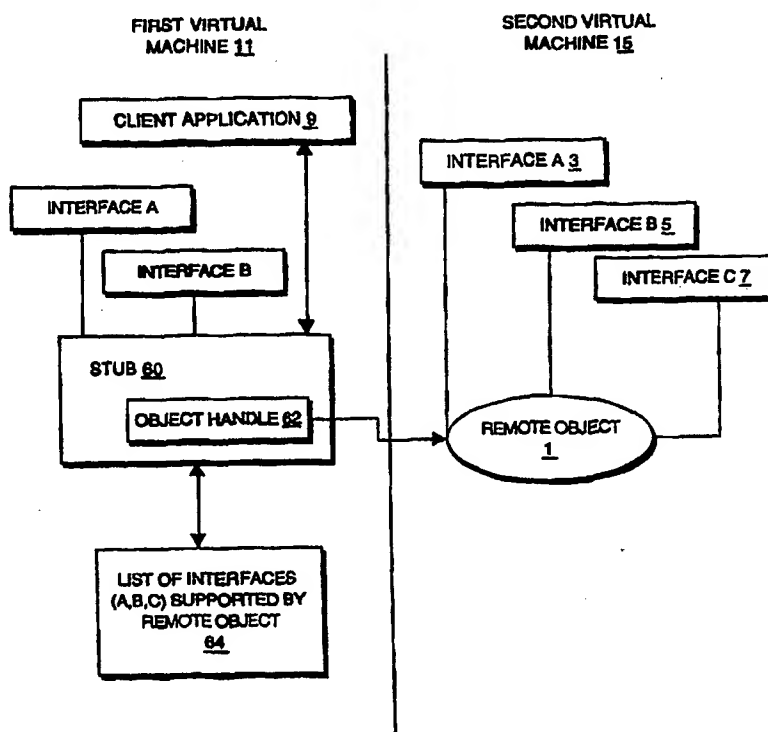 FIRST VIRTUAL
MACHINE 11
SECOND VIRTUAL
MACHINE 15
CLIENT APPLICATION 9
INTERFACE A
INTERFACE B
STUB 60
OBJECT HANDLE 62
LIST OF INTERFACES
(A,B,C) SUPPORTED BY
REMOTE OBJECT
64
INTERFACE A 3
INTERFACE B 5
INTERFACE C 7
REMOTE OBJECT
1